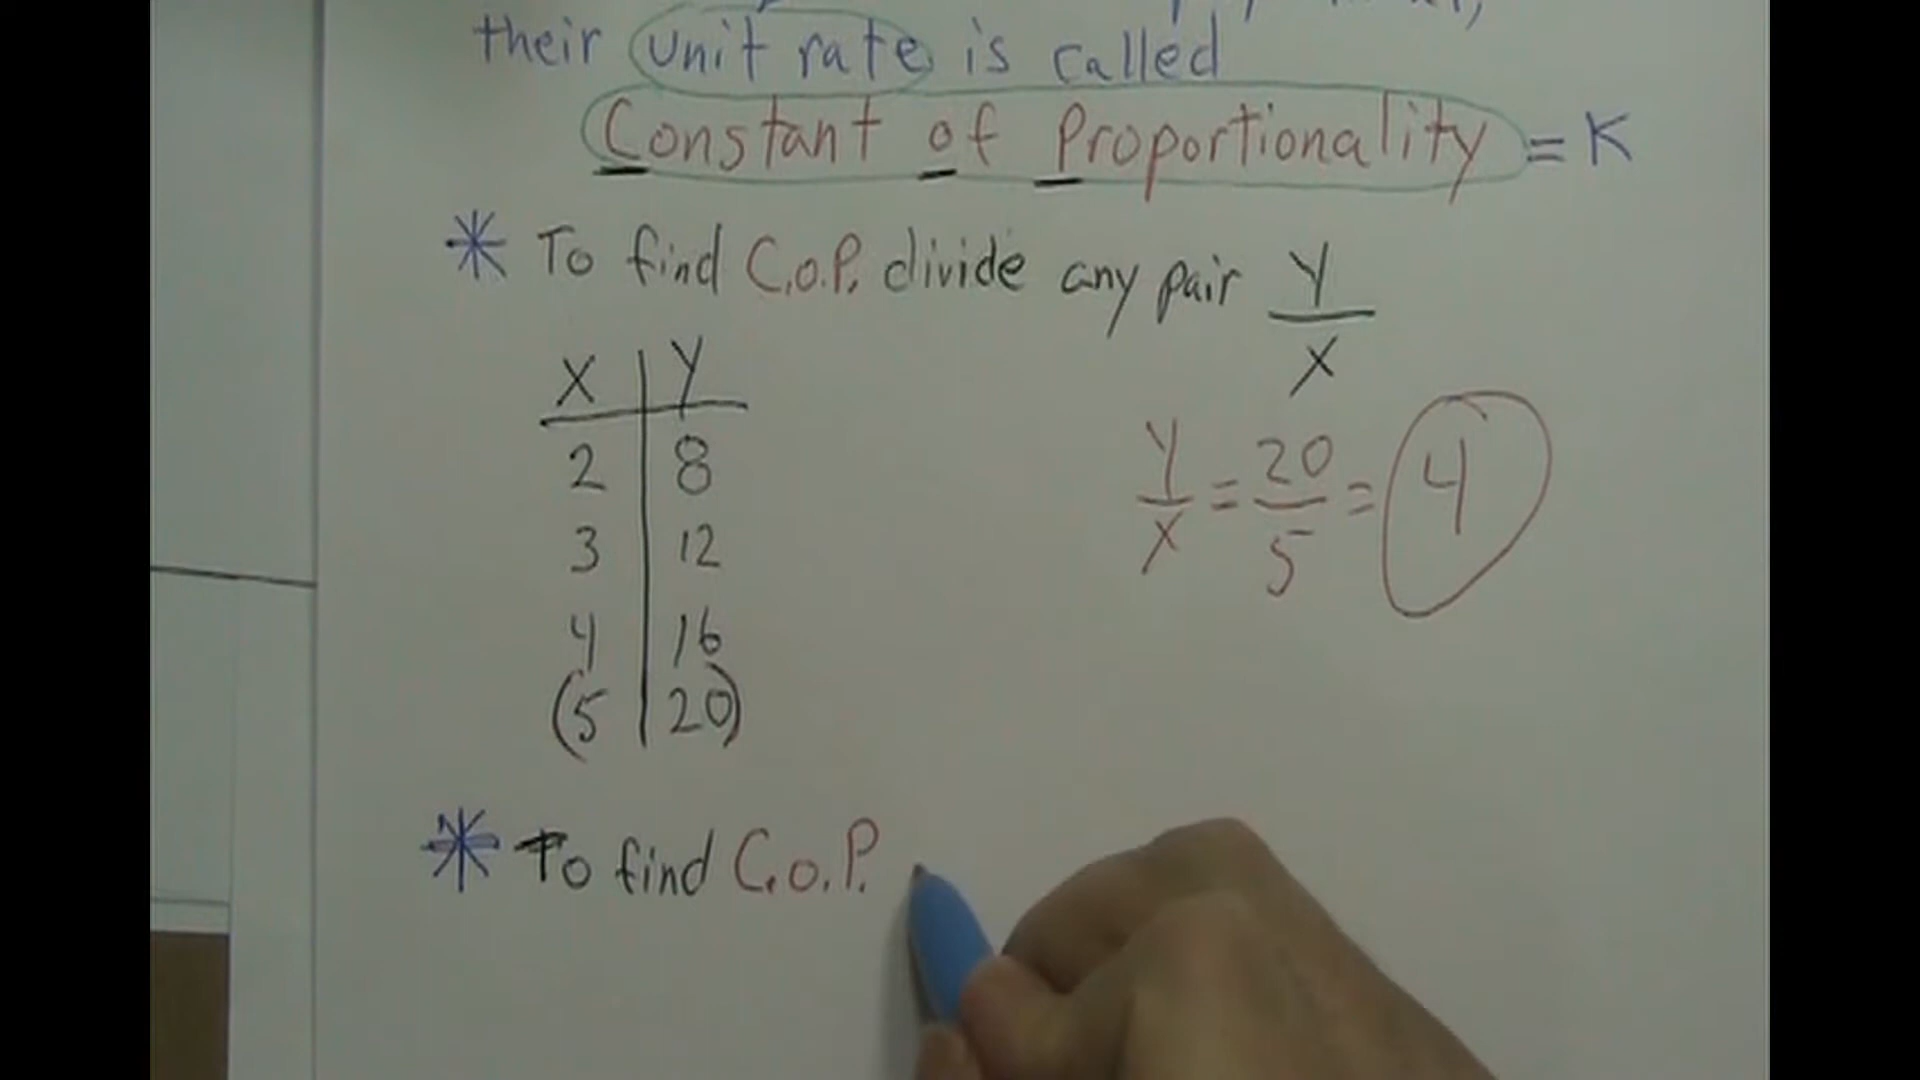 their unit rate is called
Constant of Proportionality = K
* To find C.o.P. divide any pair Y/X
X | Y
2 | 8
3 | 12
4 | 16
(5 | 20)
Y/X = 20/5 = 4
* To find C.o.P.